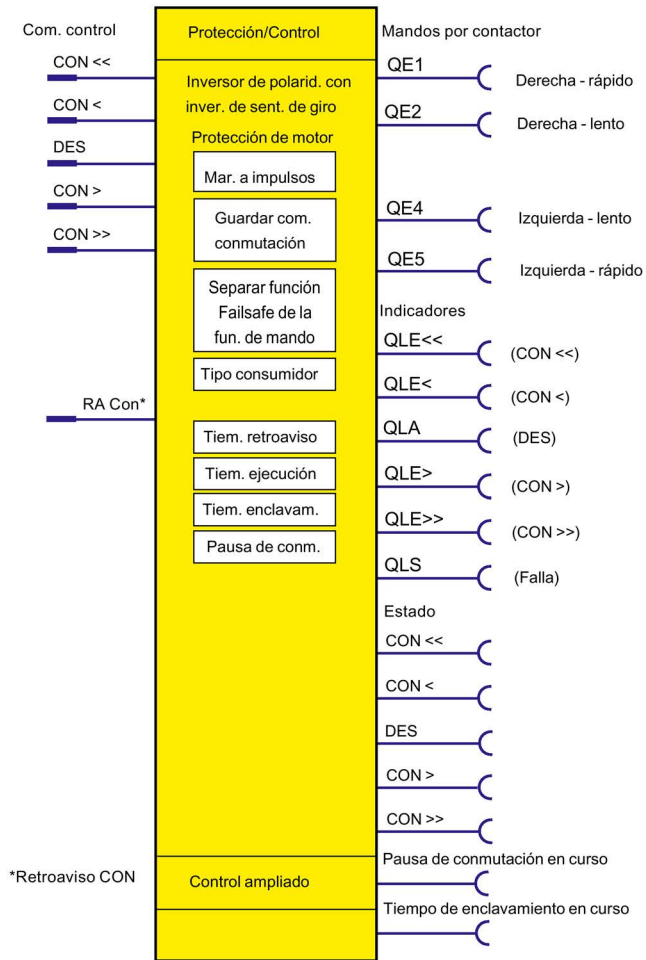 Com. control
CON <<
CON <
DES
CON >
CON >>
RA Con*
*Retroaviso CON
Protección/Control
Inversor de polarid. con
inver. de sent. de giro
Protección de motor
Mar. a impulsos
Guardar com.
conmutación
Separar función
Failsafe de la
fun. de mando
Tipo consumidor
Tiem. retroaviso
Tiem. ejecución
Tiem. enclavam.
Pausa de conm.
Control ampliado
Mandos por contactor
QE1
Derecha - rápido
QE2
Derecha - lento
QE4
Izquierda - lento
QE5
Izquierda - rápido
Indicadores
QLE<<
(CON <<)
QLE<
(CON <)
QLA
(DES)
QLE>
(CON >)
QLE>>
(CON >>)
QLS
(Falla)
Estado
CON <<
CON <
DES
CON >
CON >>
Pausa de conmutación en curso
Tiempo de enclavamiento en curso